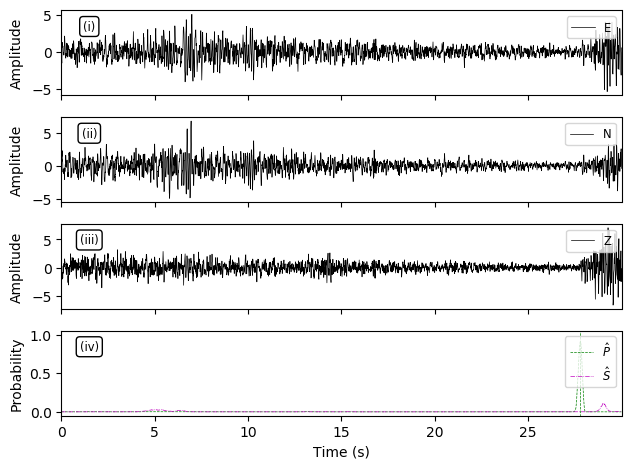 5
0
−5
Amplitude
(i)
E
5
0
−5
Amplitude
(ii)
N
5
0
−5
Amplitude
(iii)
Z
1.0
0.5
0.0
Probability
(iv)
P̂
Ŝ
0 5 10 15 20 25
Time (s)